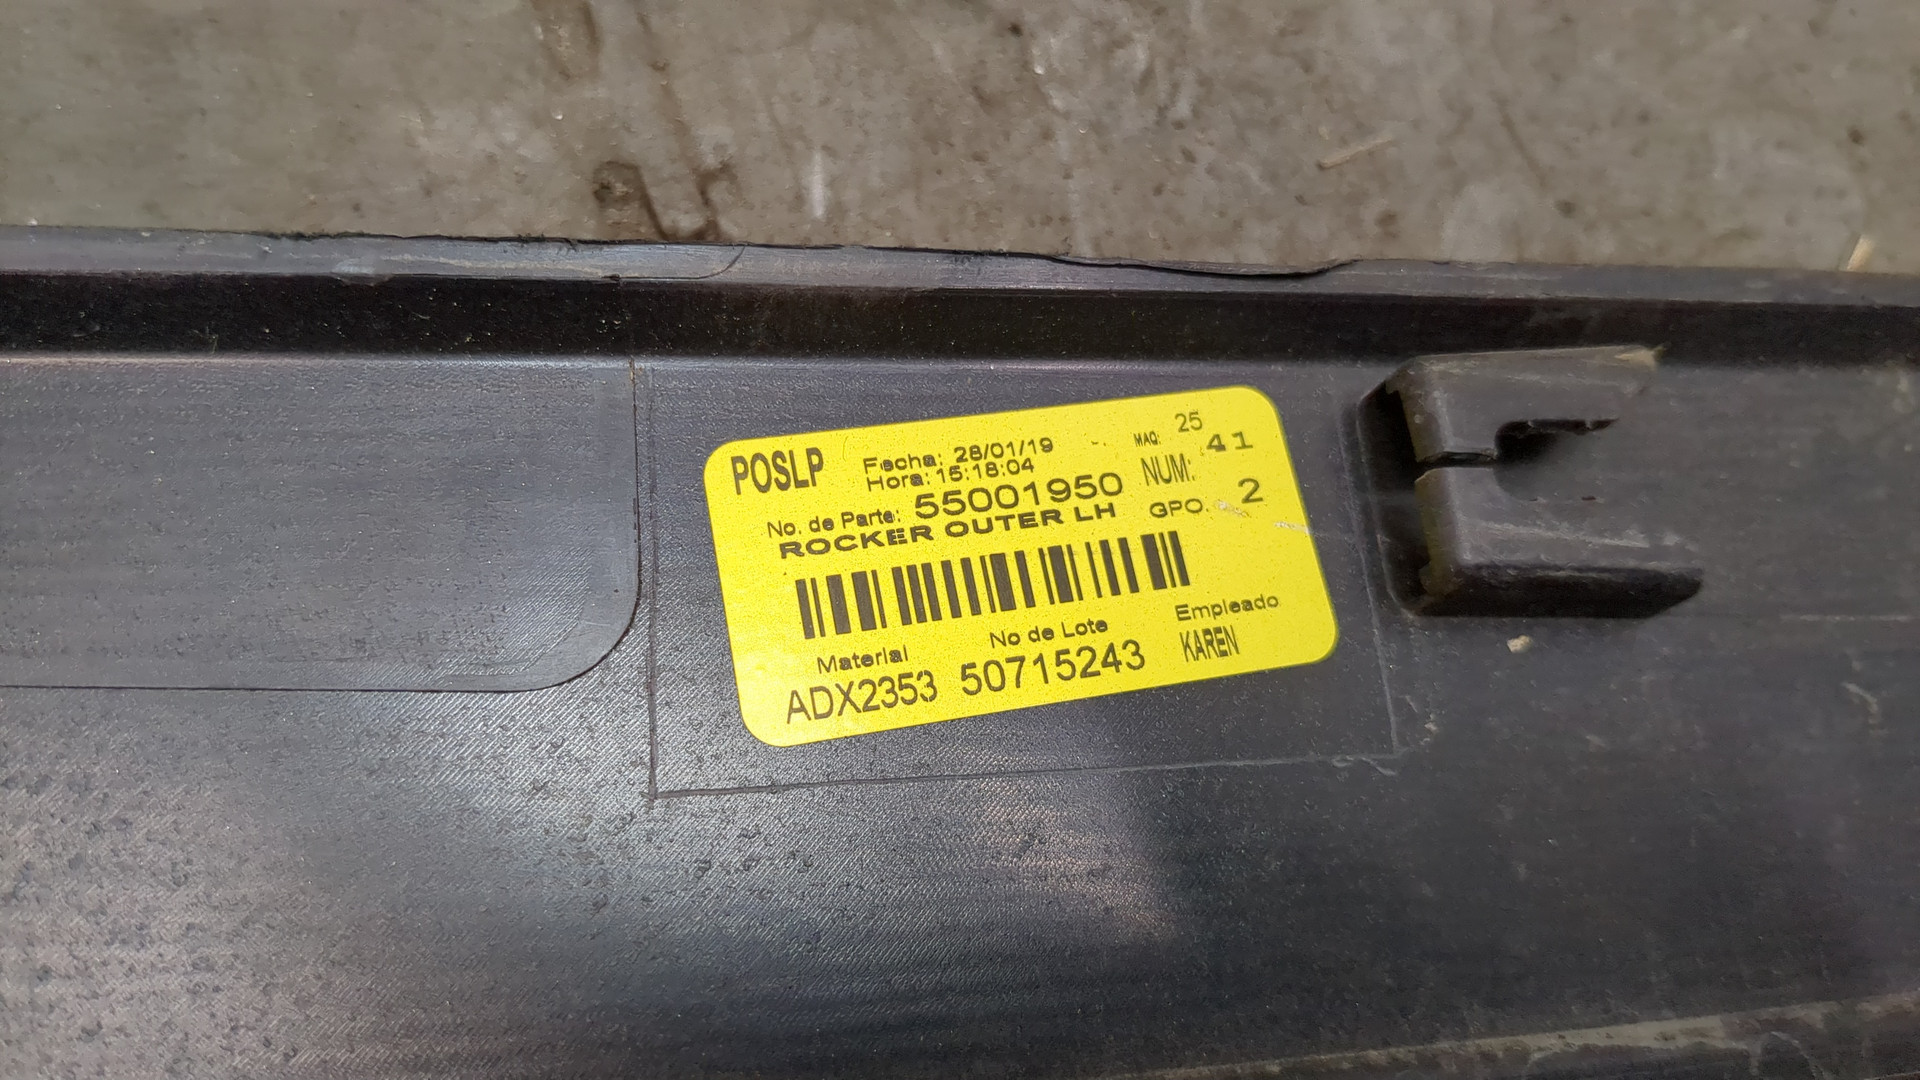 POSLP Fecha: 28/01/19 MAQ: 25
Hora: 15:18:04 NUM: 41
No. de Parte: 55001950 GPO. 2
ROCKER OUTER LH
Material No de Lote Empleado
ADX2353 50715243 KAREN